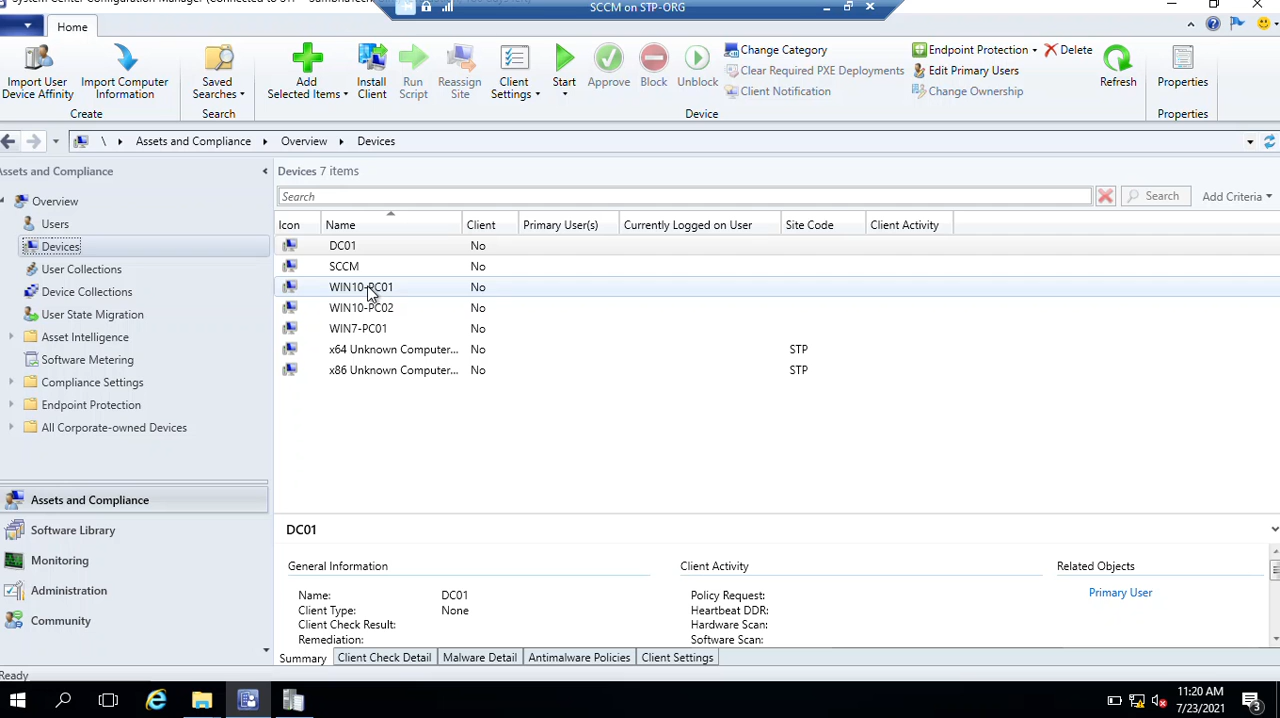 SCCM on STP-ORG
Home
Import User Device Affinity
Import Computer Information
Saved Searches
Add Selected Items
Install Client
Run Script
Reassign Site
Client Settings
Start
Approve
Block
Unblock
Change Category
Clear Required PXE Deployments
Client Notification
Endpoint Protection
Delete
Edit Primary Users
Change Ownership
Refresh
Properties
Create
Search
Device
Properties
\ Assets and Compliance Overview Devices
Assets and Compliance
Overview
Users
Devices
User Collections
Device Collections
User State Migration
Asset Intelligence
Software Metering
Compliance Settings
Endpoint Protection
All Corporate-owned Devices
Assets and Compliance
Software Library
Monitoring
Administration
Community
Devices 7 items
Search
Search
Add Criteria
Icon Name Client Primary User(s) Currently Logged on User Site Code Client Activity
DC01 No
SCCM No
WIN10-PC01 No
WIN10-PC02 No
WIN7-PC01 No
x64 Unknown Computer... No STP
x86 Unknown Computer... No STP
DC01
General Information
Name: DC01
Client Type: None
Client Check Result:
Remediation:
Client Activity
Policy Request:
Heartbeat DDR:
Hardware Scan:
Software Scan:
Related Objects
Primary User
Summary Client Check Detail Malware Detail Antimalware Policies Client Settings
Ready
11:20 AM
7/23/2021
3